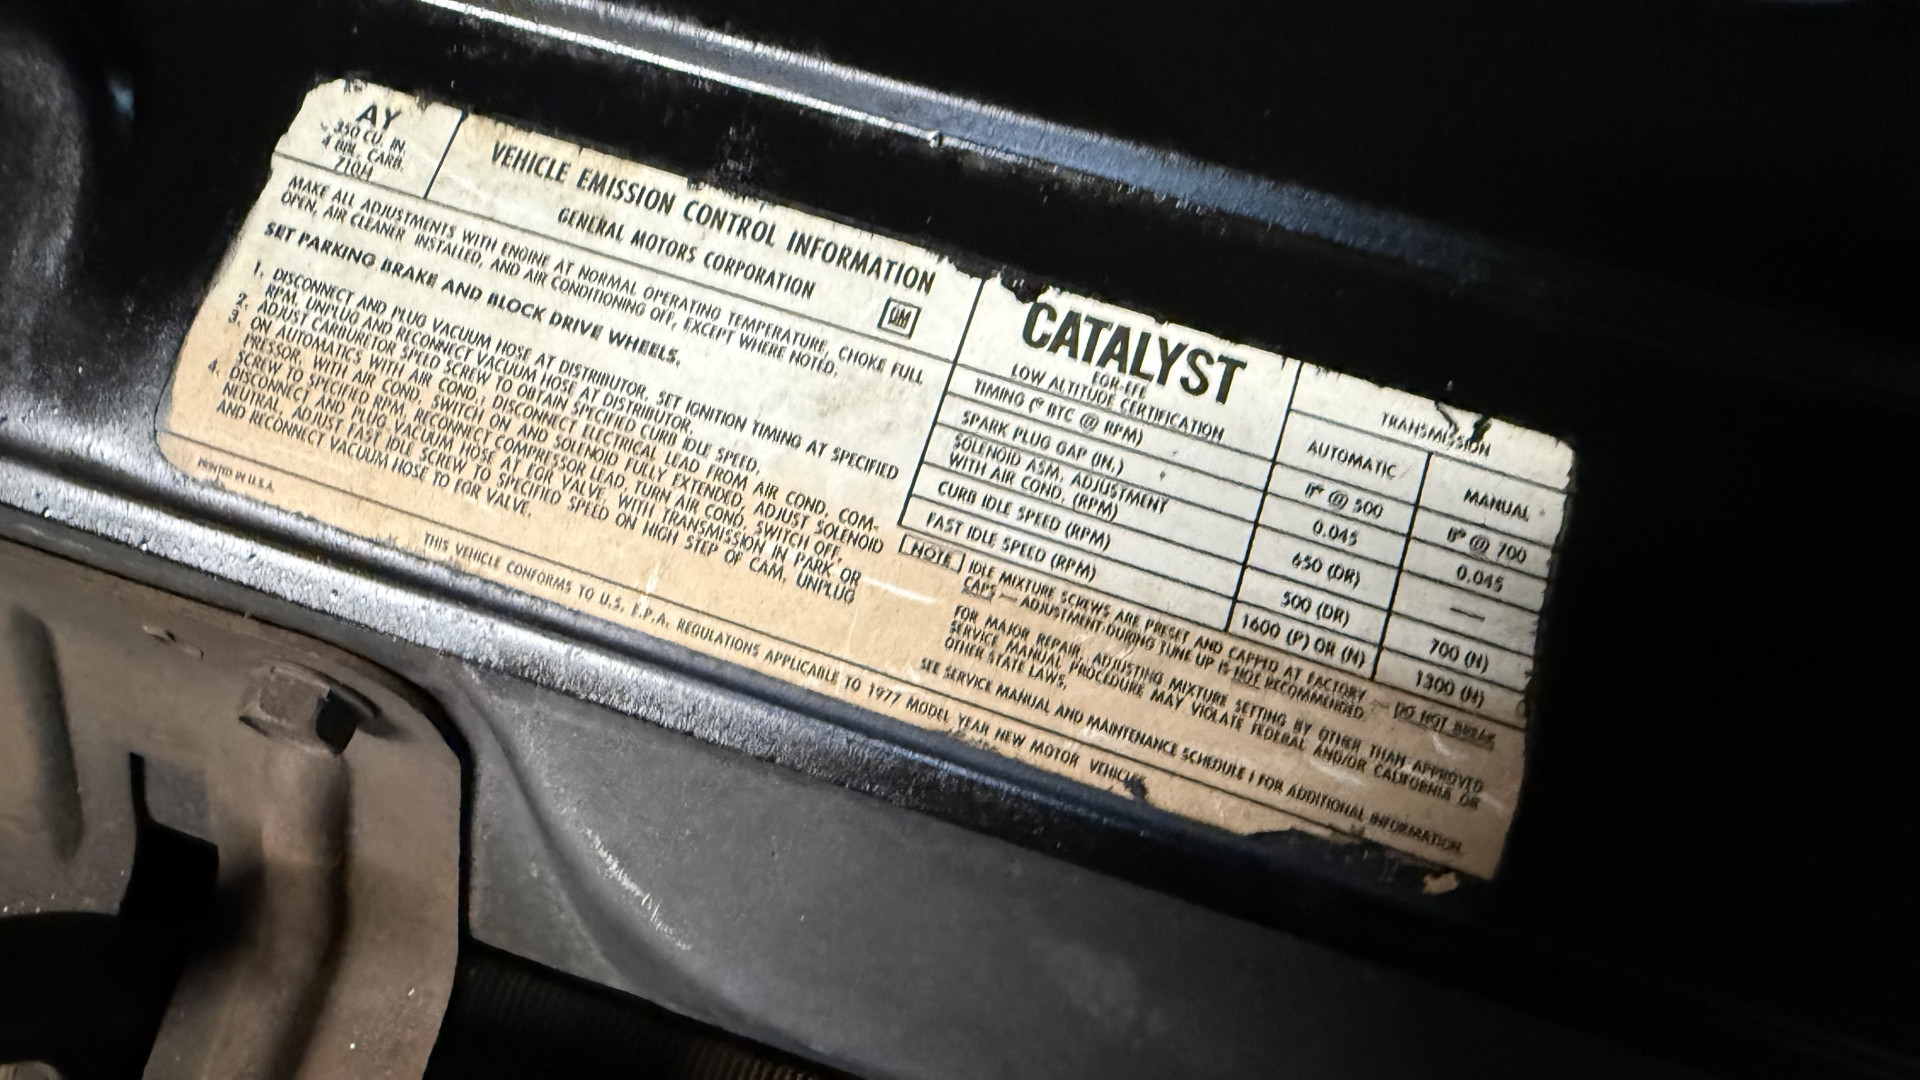 AY
350 CU. IN.
4 BBL. CARB.
VEHICLE EMISSION CONTROL INFORMATION
GENERAL MOTORS CORPORATION
GM
MAKE ALL ADJUSTMENTS WITH ENGINE AT NORMAL OPERATING TEMPERATURE, CHOKE FULL
OPEN, AIR CLEANER INSTALLED, AND AIR CONDITIONING OFF, EXCEPT WHERE NOTED.
SET PARKING BRAKE AND BLOCK DRIVE WHEELS.
1. DISCONNECT AND PLUG VACUUM HOSE AT DISTRIBUTOR. SET IGNITION TIMING AT SPECIFIED
RPM. UNPLUG AND RECONNECT VACUUM HOSE AT DISTRIBUTOR.
2. ADJUST CARBURETOR SPEED SCREW TO OBTAIN SPECIFIED CURB IDLE SPEED.
3. ON AUTOMATICS WITH AIR COND., DISCONNECT ELECTRICAL LEAD FROM AIR COND. COM-
PRESSOR. WITH AIR COND. SWITCH ON AND SOLENOID FULLY EXTENDED, ADJUST SOLENOID
SCREW TO SPECIFIED RPM. RECONNECT COMPRESSOR LEAD. TURN AIR COND. SWITCH OFF.
4. DISCONNECT AND PLUG VACUUM HOSE AT EGR VALVE. WITH TRANSMISSION IN PARK OR
NEUTRAL, ADJUST FAST IDLE SCREW TO SPECIFIED SPEED ON HIGH STEP OF CAM. UNPLUG
AND RECONNECT VACUUM HOSE TO EGR VALVE.
PRINTED IN U.S.A.
THIS VEHICLE CONFORMS TO U.S. E.P.A. REGULATIONS APPLICABLE TO 1977 MODEL YEAR NEW MOTOR VEHICLES
CATALYST
EGR-EFE
LOW ALTITUDE CERTIFICATION
TRANSMISSION
AUTOMATIC MANUAL
TIMING (° BTC @ RPM) 8° @ 500 8° @ 700
SPARK PLUG GAP (IN.) 0.045 0.045
SOLENOID ASM. ADJUSTMENT
WITH AIR COND. (RPM) 650 (DR) —
CURB IDLE SPEED (RPM) 500 (DR) 700 (N)
FAST IDLE SPEED (RPM) 1600 (P) OR (N) 1300 (N)
NOTE IDLE MIXTURE SCREWS ARE PRESET AND CAPPED AT FACTORY — DO NOT BREAK
CAPS — ADJUSTMENT DURING TUNE UP IS NOT RECOMMENDED.
FOR MAJOR REPAIR, ADJUSTING MIXTURE SETTING BY OTHER THAN APPROVED
SERVICE MANUAL PROCEDURE MAY VIOLATE FEDERAL AND/OR CALIFORNIA OR
OTHER STATE LAWS.
SEE SERVICE MANUAL AND MAINTENANCE SCHEDULE I FOR ADDITIONAL INFORMATION